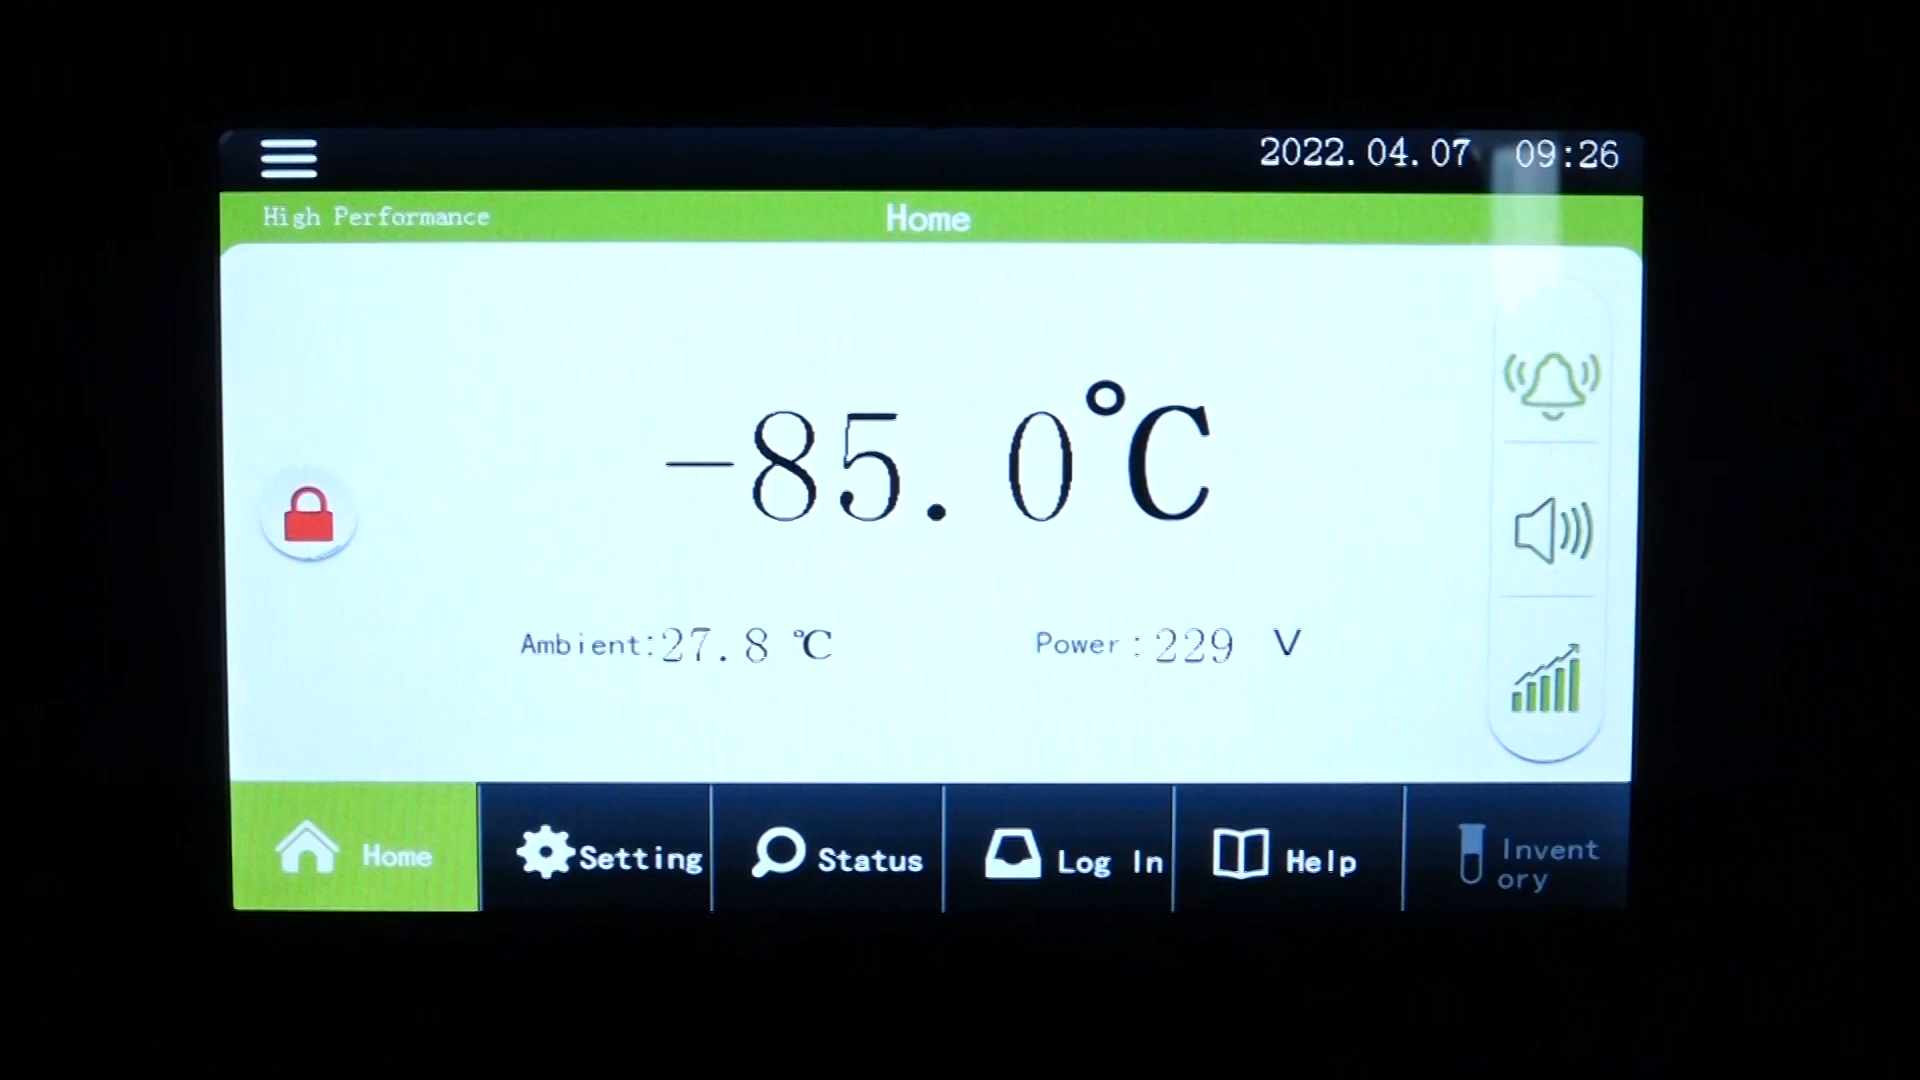 2022.04.07 09:26
High Performance
Home
-85.0℃
Ambient:27.8 ℃
Power:229 V
Home
Setting
Status
Log In
Help
Invent
ory